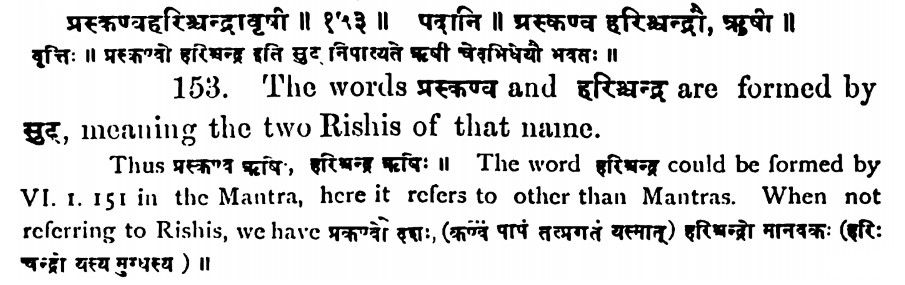 प्रस्कण्वहरिश्चन्द्रावृषी ॥ १५३ ॥ पदानि ॥ प्रस्कण्व हरिश्चन्द्रौ, ऋषी ॥
वृत्तिः ॥ प्रस्कण्वो हरिश्चन्द्र इति सुट् निपात्यते ऋषी चेदभिधेयौ भवतः ॥
153. The words प्रस्कण्व and हरिश्चन्द्र are formed by
सुट्, meaning the two Rishis of that name.
Thus प्रस्कण्व ऋषिः, हरिश्चन्द्र ऋषिः ॥ The word हरिश्चन्द्र could be formed by
VI. 1. 151 in the Mantra, here it refers to other than Mantras. When not
referring to Rishis, we have प्रकण्वो देशः, (कण्वं पापं तत्प्रगतं यस्मात्) हरिचन्द्रो मानवकः (हरिः
चन्द्रो यस्य मुग्धस्य) ॥